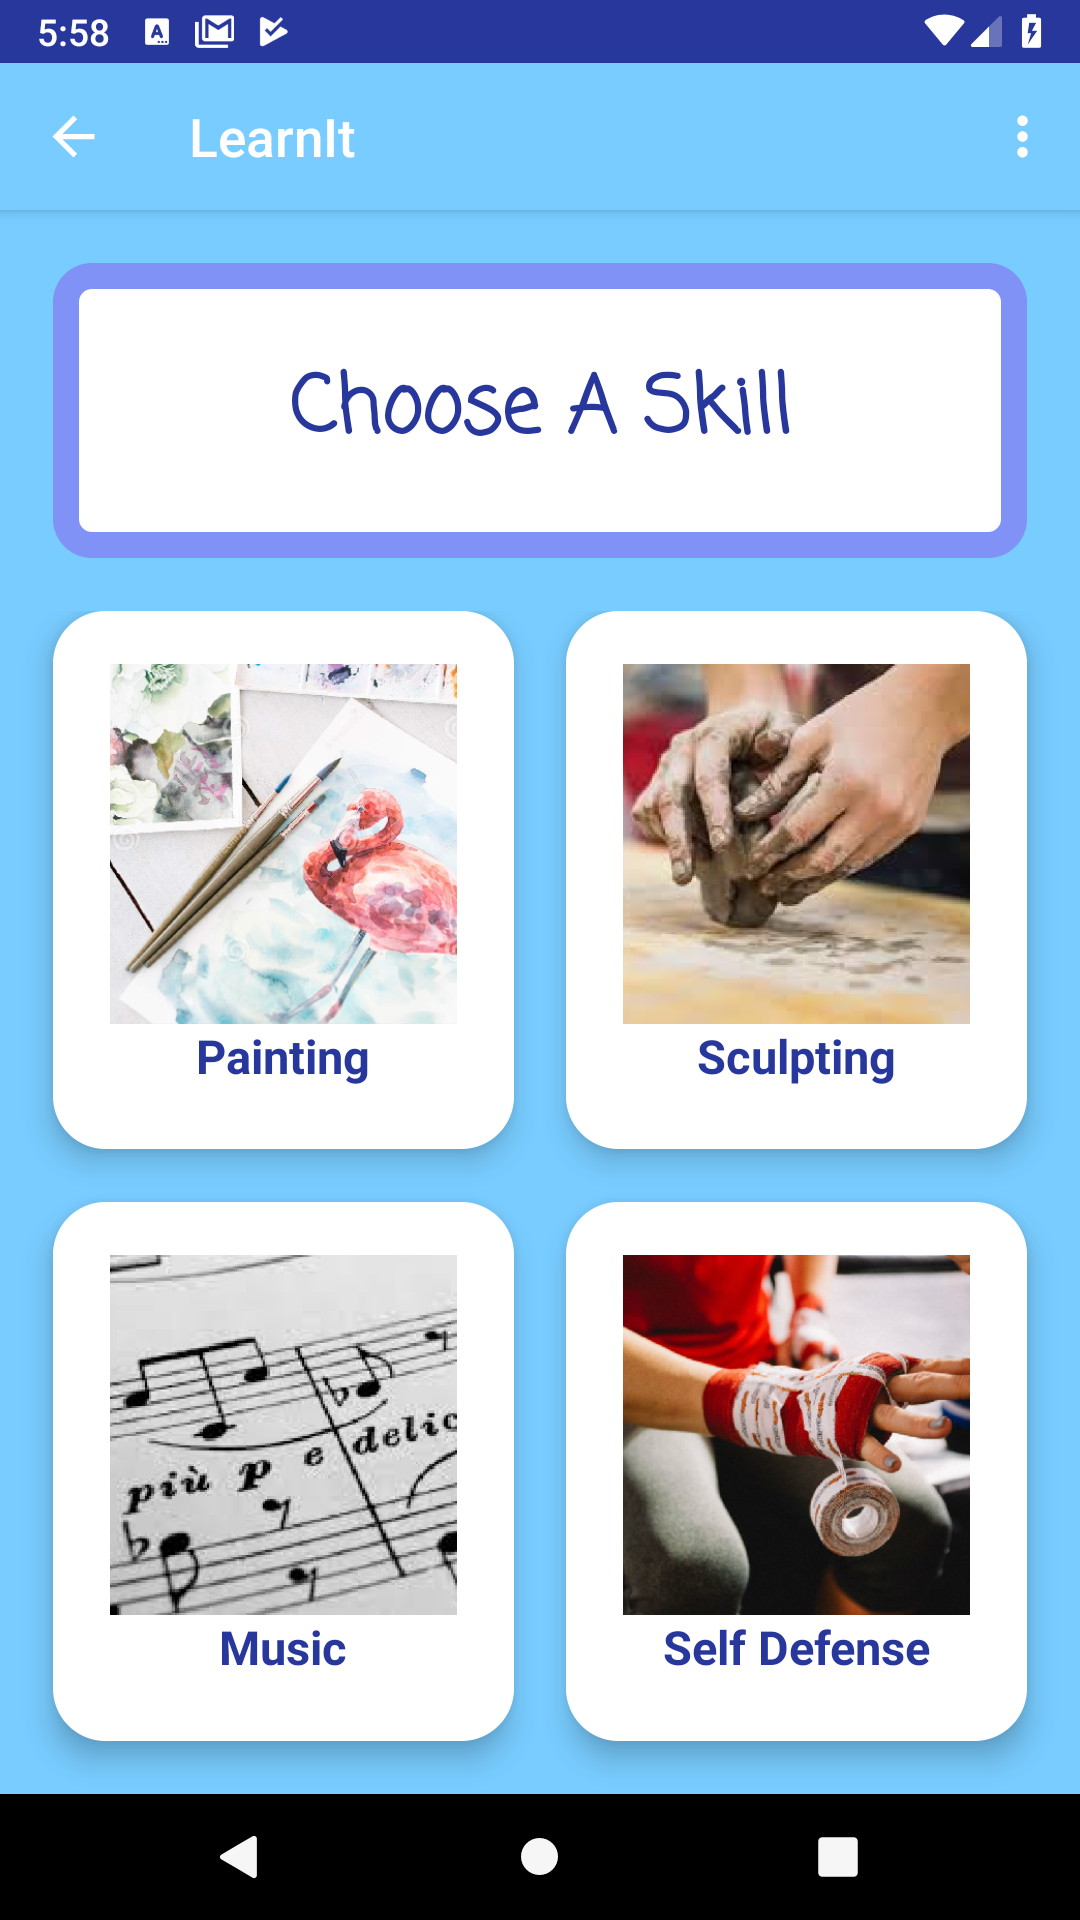 5:58
LearnIt
Choose A Skill
Painting
Sculpting
più p e delic
Music
Self Defense